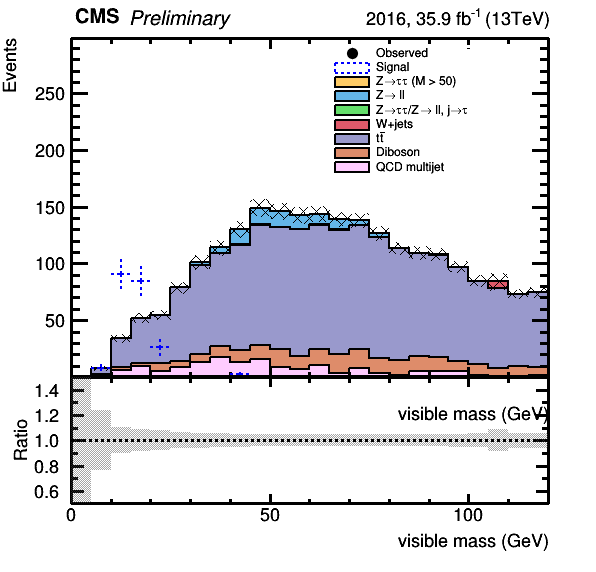 CMS Preliminary 2016, 35.9 fb⁻¹ (13TeV)
Events
Observed
Signal
Z→ττ (M > 50)
Z→ ll
Z→ττ/Z→ ll, j→τ
W+jets
tt̄
Diboson
QCD multijet
250
200
150
100
50
visible mass (GeV)
Ratio
1.4
1.2
1.0
0.8
0.6
0 50 100
visible mass (GeV)